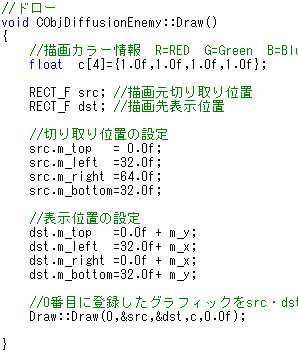 //ドロー
void CObjDiffusionEnemy::Draw()
{
//描画カラー情報 R=RED G=Green B=Blu
float c[4]={1.0f,1.0f,1.0f,1.0f};
RECT_F src; //描画元切り取り位置
RECT_F dst; //描画先表示位置
//切り取り位置の設定
src.m_top = 0.0f;
src.m_left =32.0f;
src.m_right =64.0f;
src.m_bottom=32.0f;
//表示位置の設定
dst.m_top =0.0f + m_y;
dst.m_left =32.0f+ m_x;
dst.m_right =0.0f + m_x;
dst.m_bottom=32.0f+ m_y;
//0番目に登録したグラフィックをsrc・dst
Draw::Draw(0,&src,&dst,c,0.0f);
}